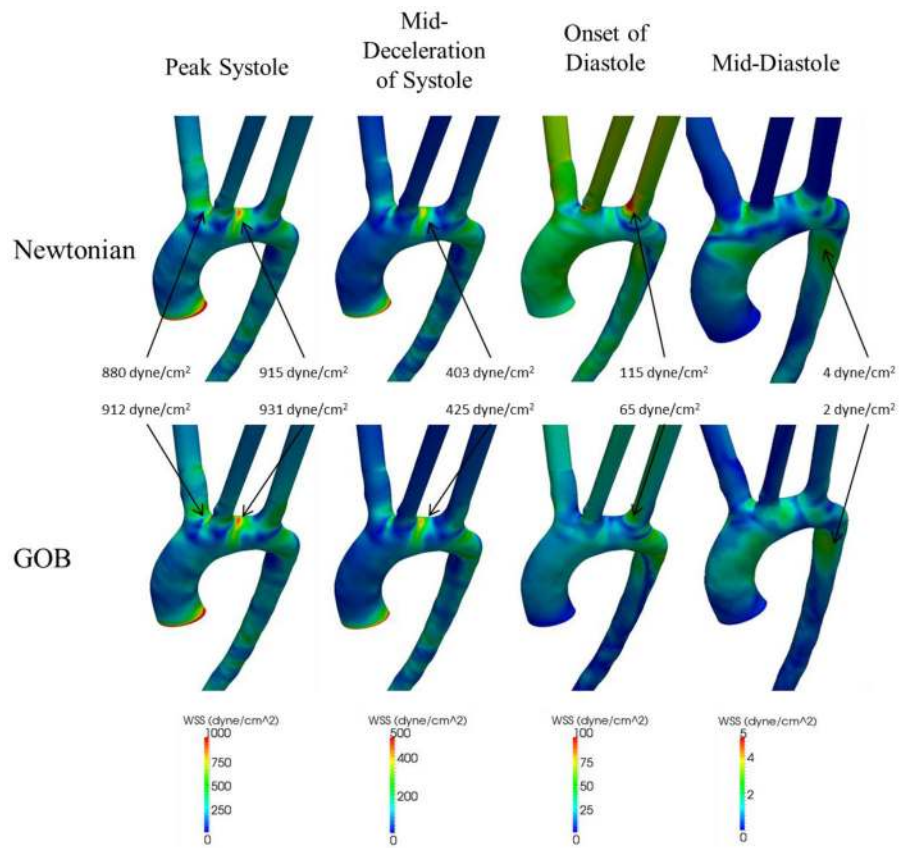 Peak Systole
Mid-
Deceleration
of Systole
Onset of
Diastole
Mid-Diastole
Newtonian
880 dyne/cm²
915 dyne/cm²
403 dyne/cm²
115 dyne/cm²
4 dyne/cm²
912 dyne/cm²
931 dyne/cm²
425 dyne/cm²
65 dyne/cm²
2 dyne/cm²
GOB
WSS (dyne/cm^2)
1000
750
500
250
0
WSS (dyne/cm^2)
500
400
200
0
WSS (dyne/cm^2)
100
75
50
25
0
WSS (dyne/cm^2)
5
4
2
0